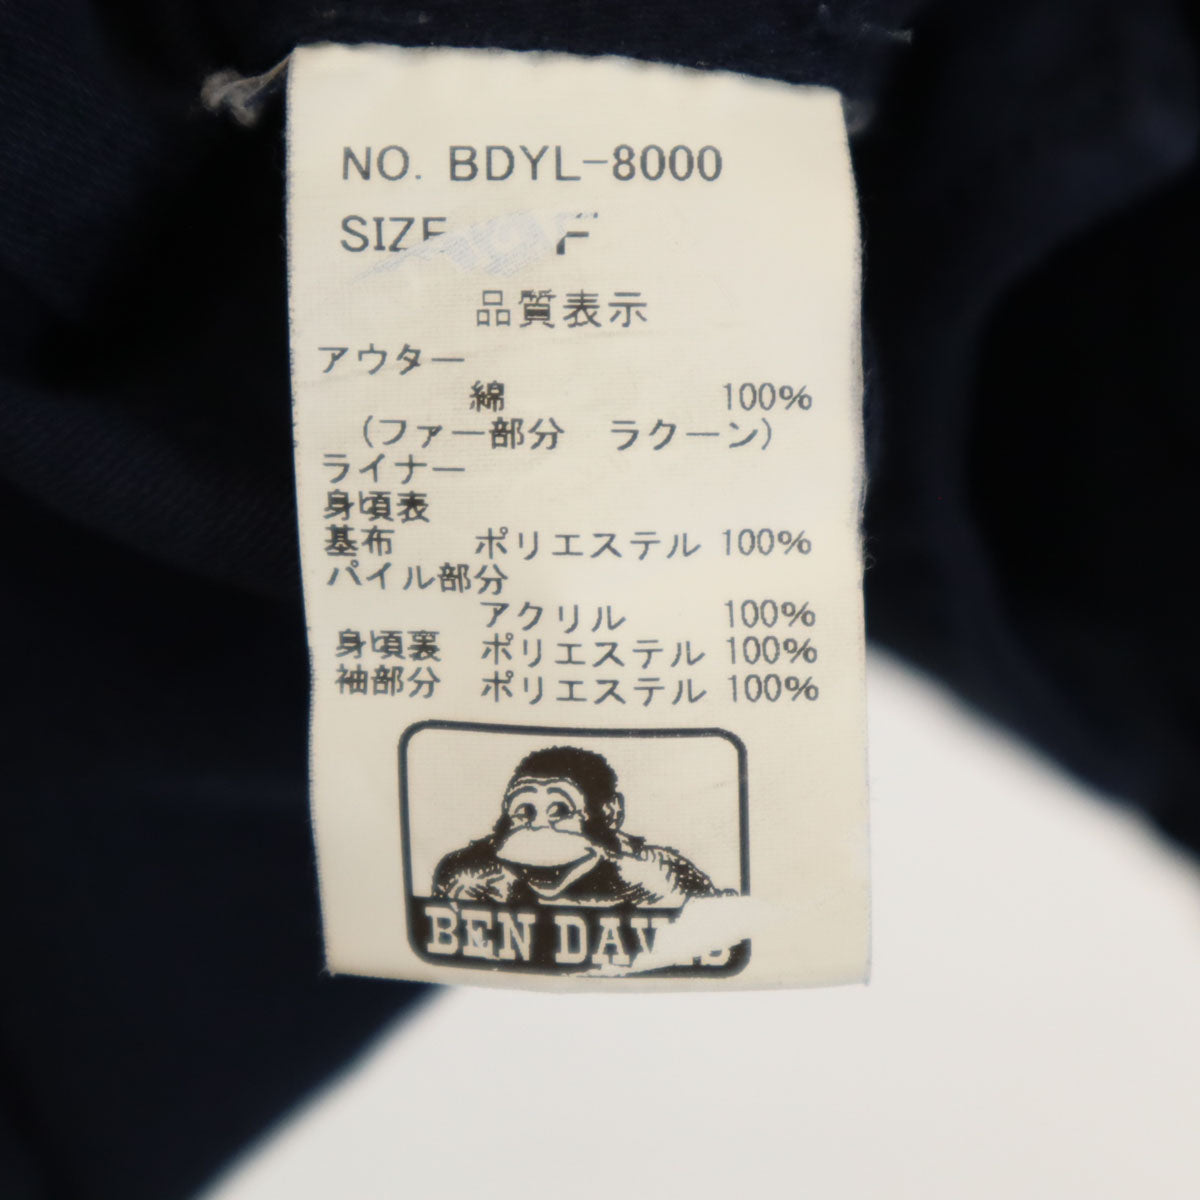 NO. BDYL-8000
SIZE F
品質表示
アウター
綿 100%
(ファー部分 ラクーン)
ライナー
身頃表
基布 ポリエステル 100%
パイル部分
アクリル 100%
身頃裏 ポリエステル 100%
袖部分 ポリエステル 100%
BEN DAVIS